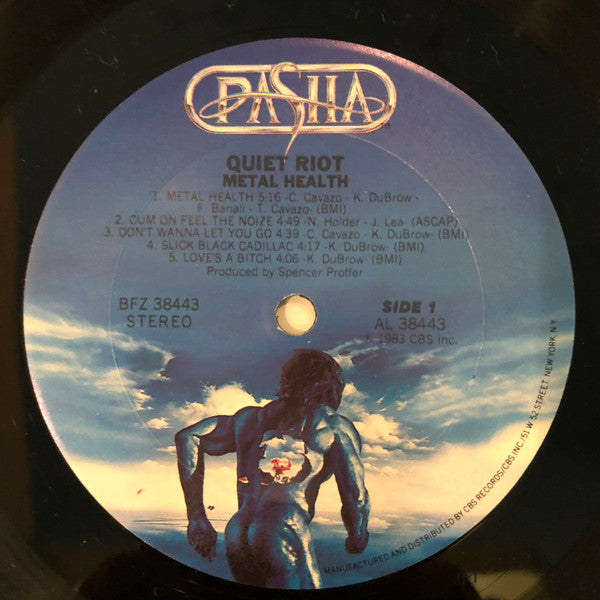 PASHA
QUIET RIOT
METAL HEALTH
1. METAL HEALTH 5:16 -C. Cavazo - K. DuBrow -
F. Banali - T. Cavazo- (BMI)
2. CUM ON FEEL THE NOIZE 4:49 -N. Holder - J. Lea- (ASCAP)
3. DON'T WANNA LET YOU GO 4:39 -C. Cavazo - K. DuBrow- (BMI)
4. SLICK BLACK CADILLAC 4:17 -K. DuBrow- (BMI)
5. LOVE'S A BITCH 4:06 -K. DuBrow- (BMI)
Produced by Spencer Proffer
BFZ 38443
STEREO
SIDE 1
AL 38443
℗ 1983 CBS Inc.
MANUFACTURED AND DISTRIBUTED BY CBS RECORDS/CBS INC./51 W. 52 STREET, NEW YORK, N.Y.